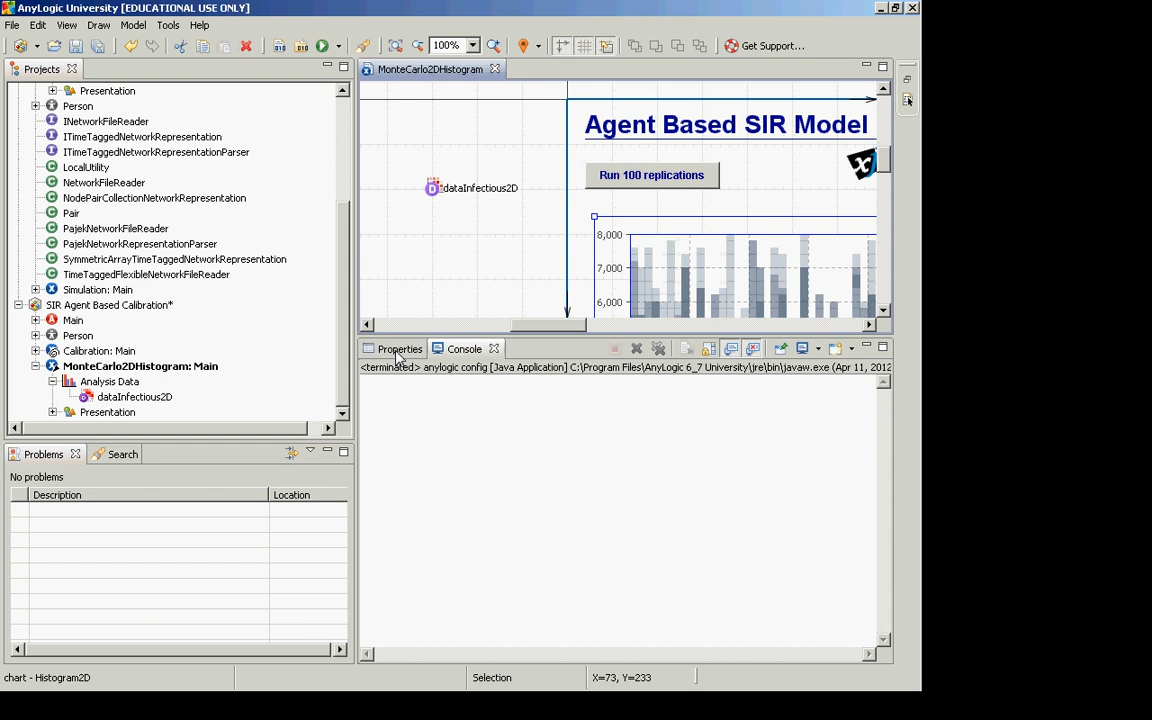 AnyLogic University [EDUCATIONAL USE ONLY]
File Edit View Draw Model Tools Help
100% Get Support...
Projects
Presentation
Person
INetworkFileReader
ITimeTaggedNetworkRepresentation
ITimeTaggedNetworkRepresentationParser
LocalUtility
NetworkFileReader
NodePairCollectionNetworkRepresentation
Pair
PajekNetworkFileReader
PajekNetworkRepresentationParser
SymmetricArrayTimeTaggedNetworkRepresentation
TimeTaggedFlexibleNetworkFileReader
Simulation: Main
SIR Agent Based Calibration*
Main
Person
Calibration: Main
MonteCarlo2DHistogram: Main
Analysis Data
dataInfectious2D
Presentation
MonteCarlo2DHistogram
Agent Based SIR Model
Run 100 replications
dataInfectious2D
8,000
7,000
6,000
Properties Console
<terminated> anylogic config [Java Application] C:\Program Files\AnyLogic 6_7 University\jre\bin\javaw.exe (Apr 11, 2012
Problems Search
No problems
Description Location
chart - Histogram2D Selection X=73, Y=233